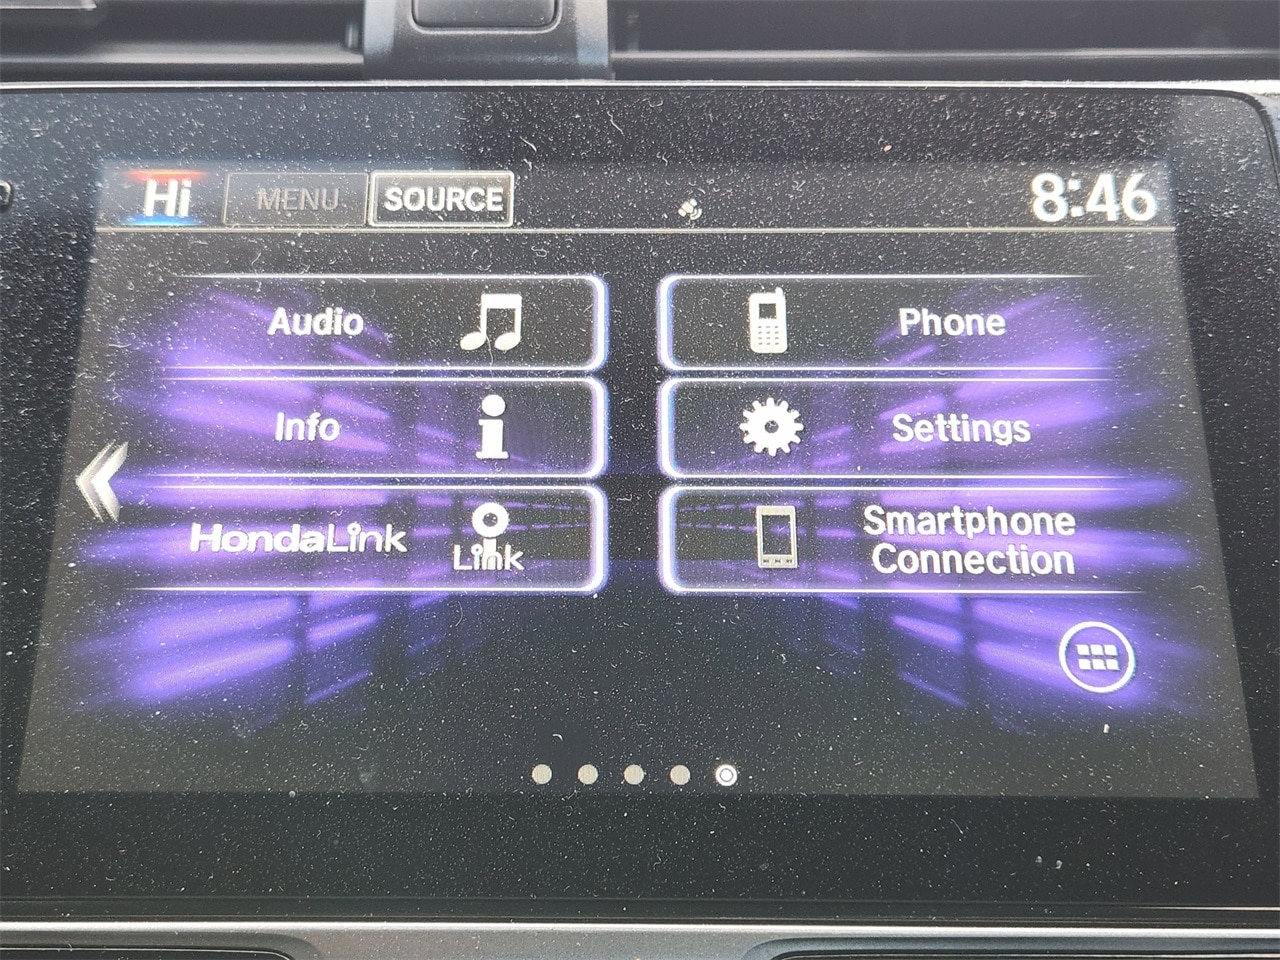 Hi MENU SOURCE 8:46
Audio
Phone
Info
Settings
HondaLink
Link
Smartphone
Connection